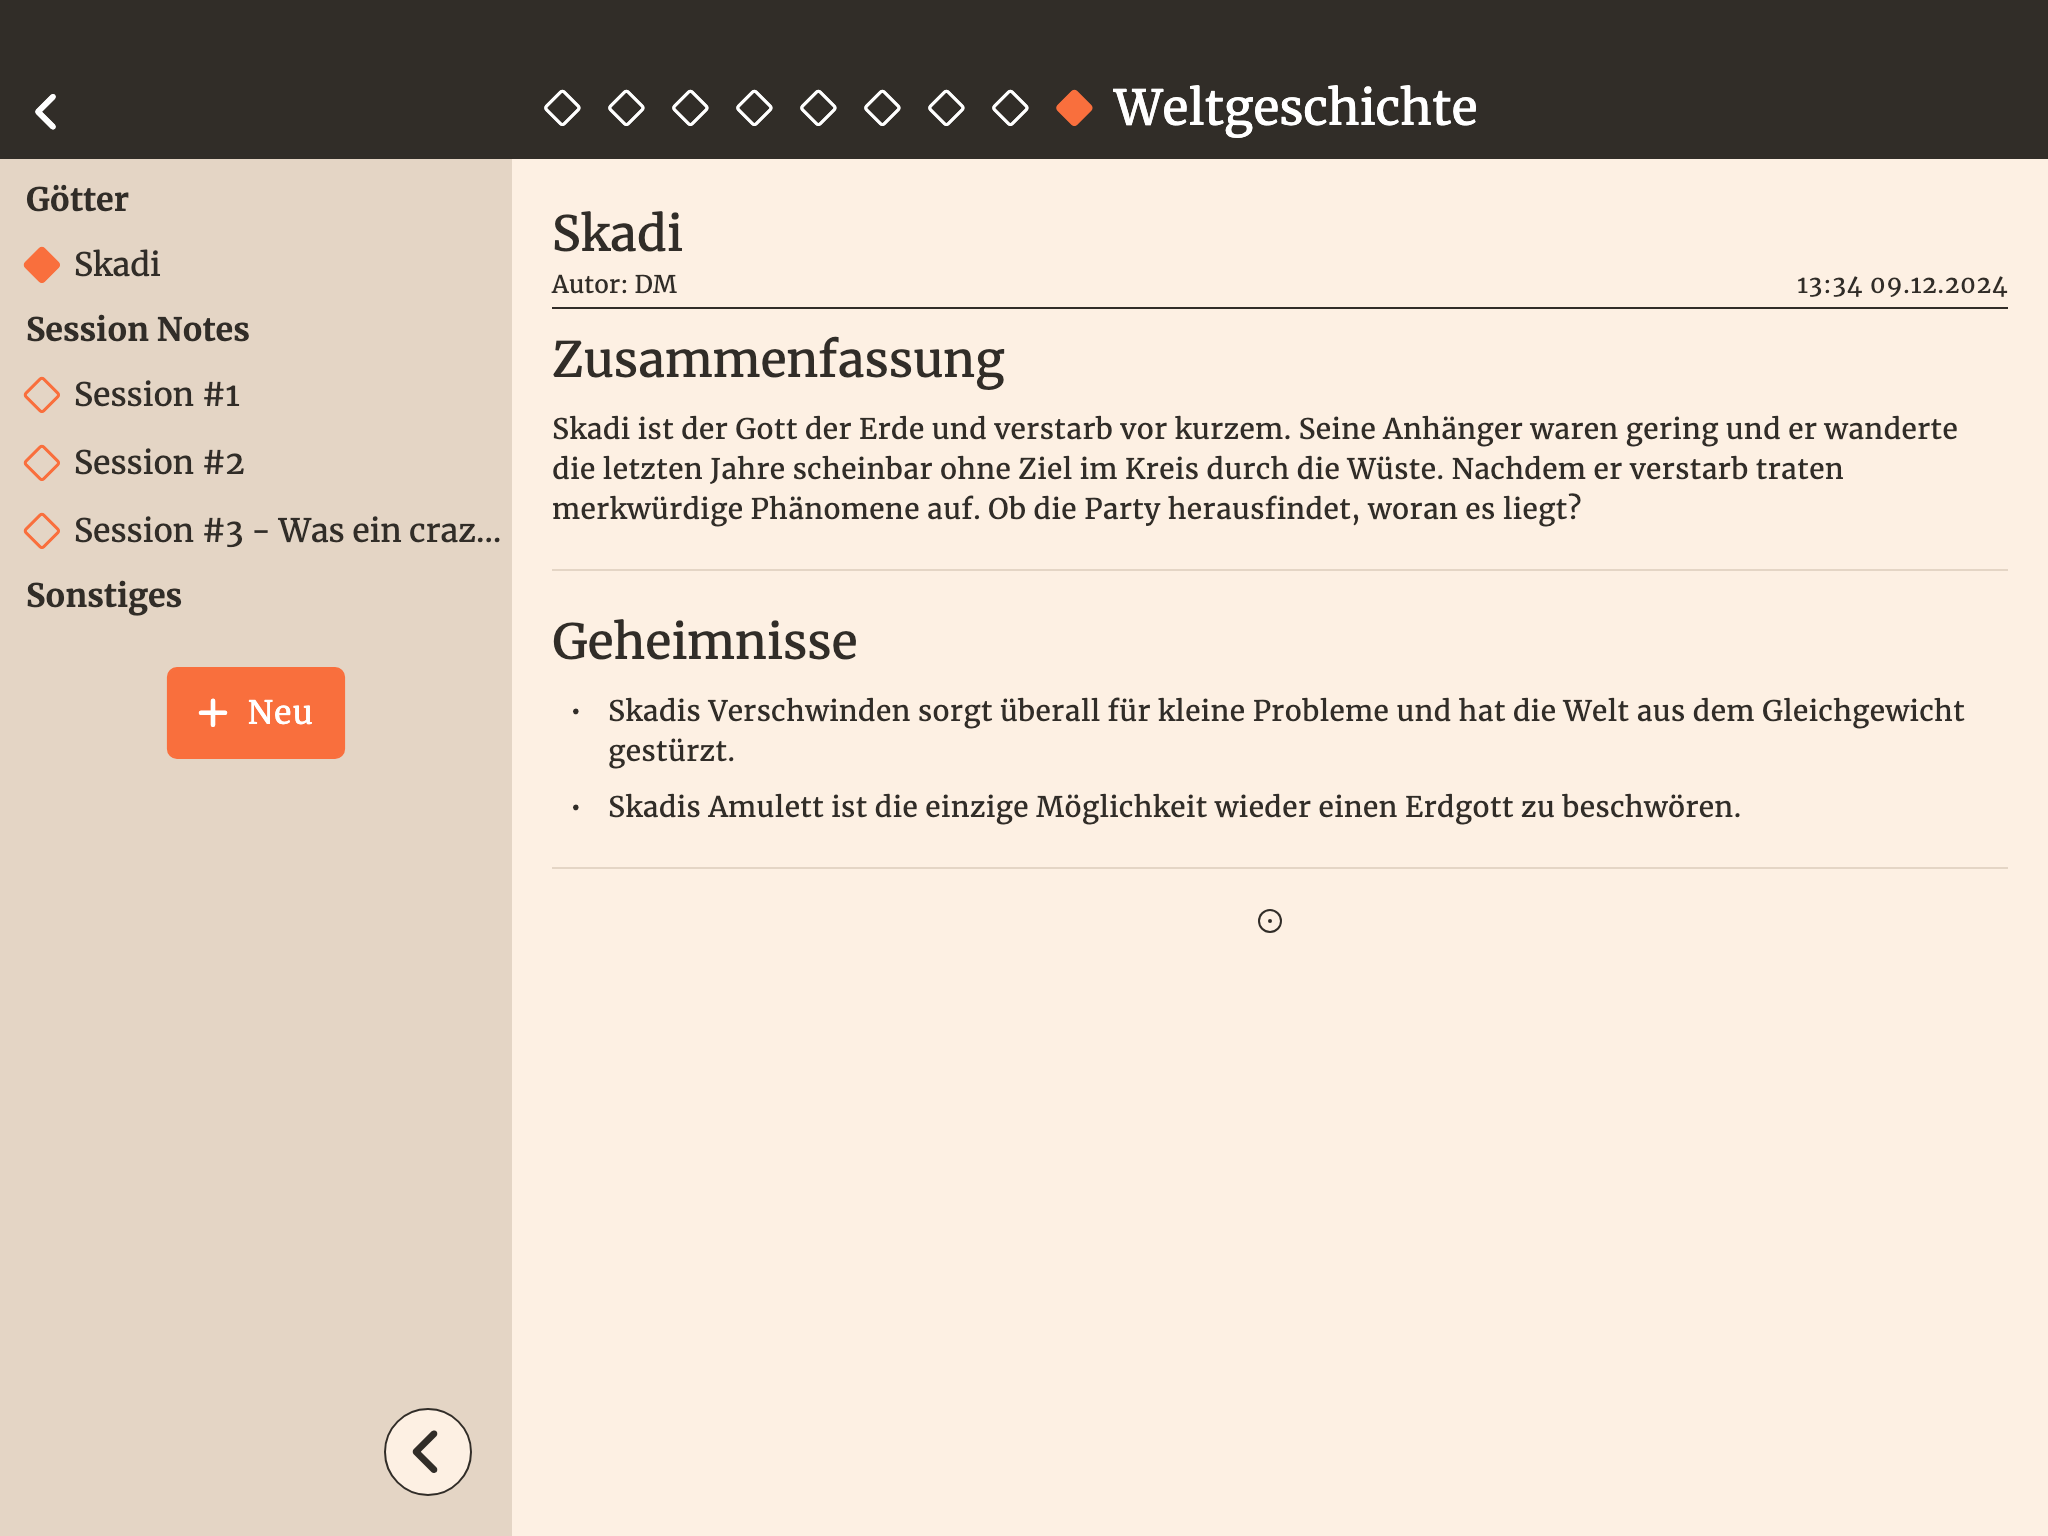 Weltgeschichte
Götter
Skadi
Session Notes
Session #1
Session #2
Session #3 - Was ein craz...
Sonstiges
+ Neu
Skadi
Autor: DM
13:34 09.12.2024
Zusammenfassung
Skadi ist der Gott der Erde und verstarb vor kurzem. Seine Anhänger waren gering und er wanderte
die letzten Jahre scheinbar ohne Ziel im Kreis durch die Wüste. Nachdem er verstarb traten
merkwürdige Phänomene auf. Ob die Party herausfindet, woran es liegt?
Geheimnisse
• Skadis Verschwinden sorgt überall für kleine Probleme und hat die Welt aus dem Gleichgewicht
gestürzt.
• Skadis Amulett ist die einzige Möglichkeit wieder einen Erdgott zu beschwören.